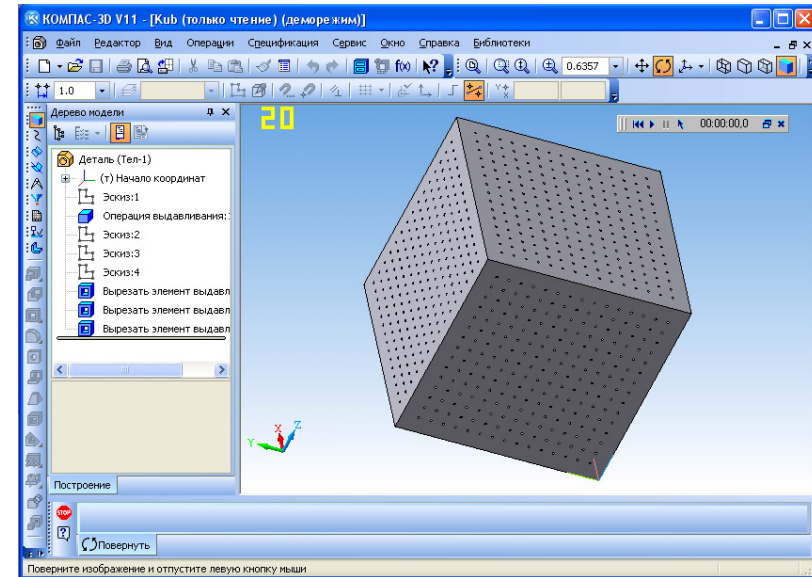 КОМПАС-3D V11 - [Kub (только чтение) (деморежим)]
Файл Редактор Вид Операции Спецификация Сервис Окно Справка Библиотеки
0.6357
1.0
Дерево модели
20
00:00:00,0
Деталь (Тел-1)
(т) Начало координат
Эскиз:1
Операция выдавливания:
Эскиз:2
Эскиз:3
Эскиз:4
Вырезать элемент выдавл
Вырезать элемент выдавл
Вырезать элемент выдавл
X Z
Y
Построение
STOP
Повернуть
Поверните изображение и отпустите левую кнопку мыши